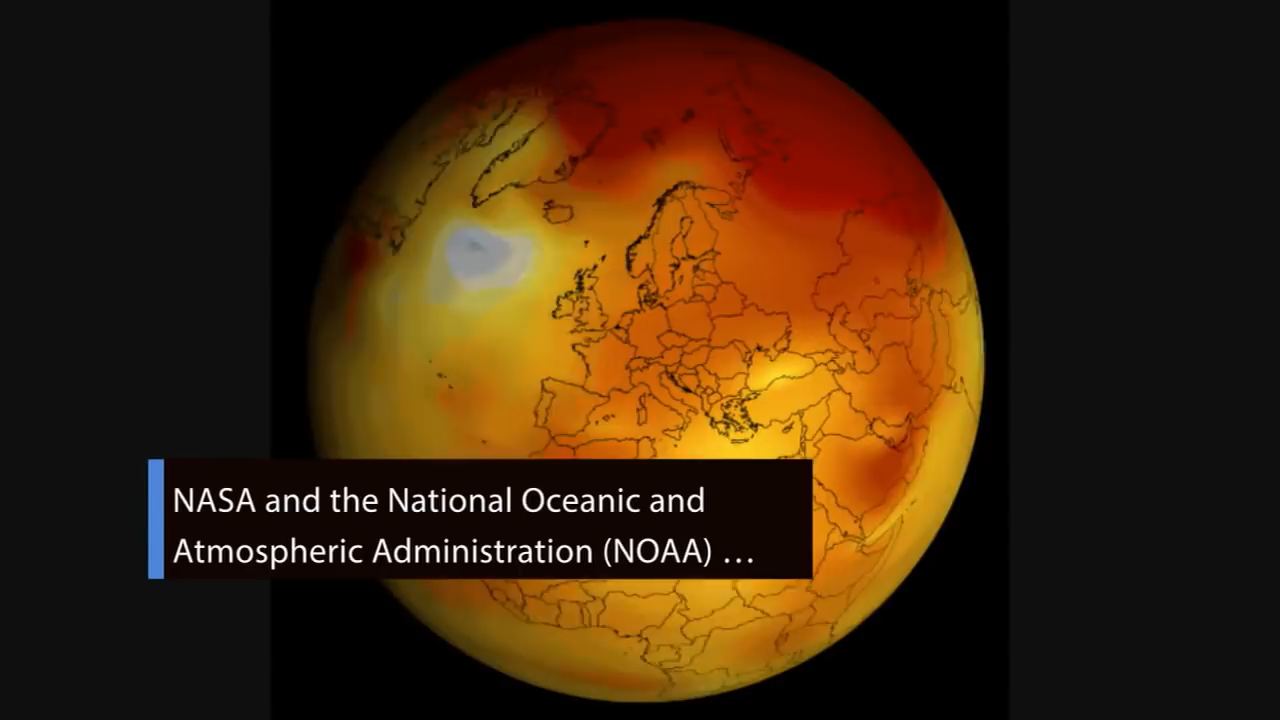 NASA and the National Oceanic and
Atmospheric Administration (NOAA) …